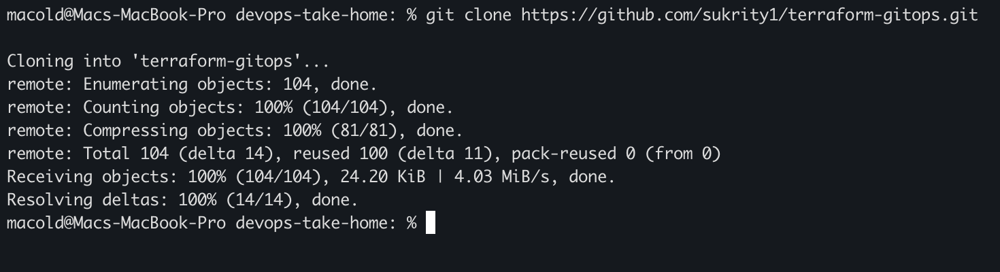 macold@Macs-MacBook-Pro devops-take-home: % git clone https://github.com/sukrity1/terraform-gitops.git
Cloning into 'terraform-gitops'...
remote: Enumerating objects: 104, done.
remote: Counting objects: 100% (104/104), done.
remote: Compressing objects: 100% (81/81), done.
remote: Total 104 (delta 14), reused 100 (delta 11), pack-reused 0 (from 0)
Receiving objects: 100% (104/104), 24.20 KiB | 4.03 MiB/s, done.
Resolving deltas: 100% (14/14), done.
macold@Macs-MacBook-Pro devops-take-home: %